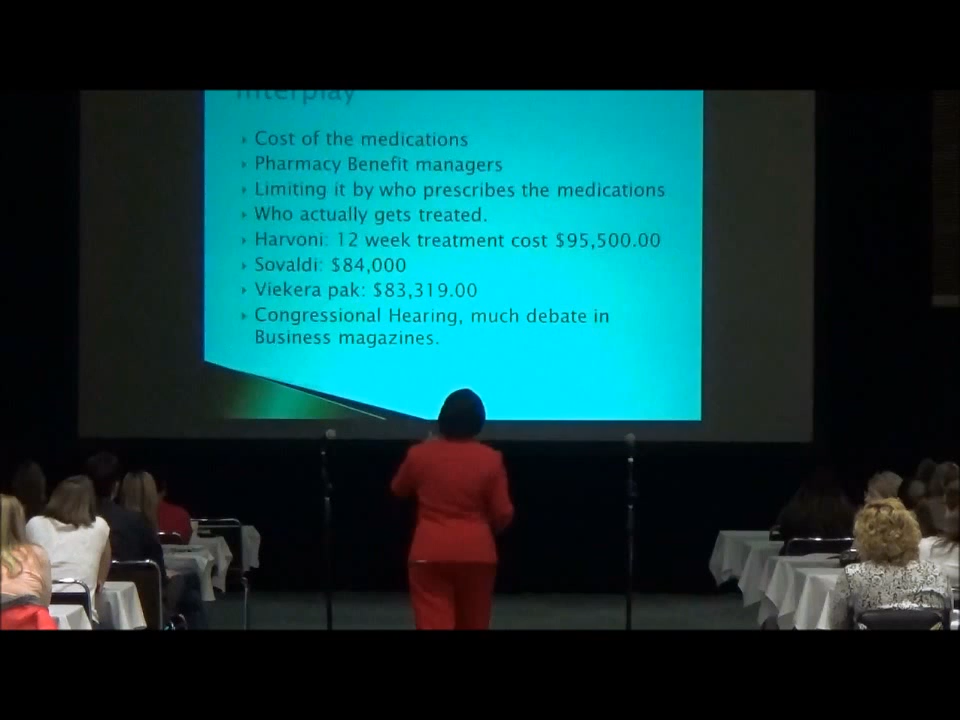 Interplay
Cost of the medications
Pharmacy Benefit managers
Limiting it by who prescribes the medications
Who actually gets treated.
Harvoni: 12 week treatment cost $95,500.00
Sovaldi: $84,000
Viekera pak: $83,319.00
Congressional Hearing, much debate in
Business magazines.